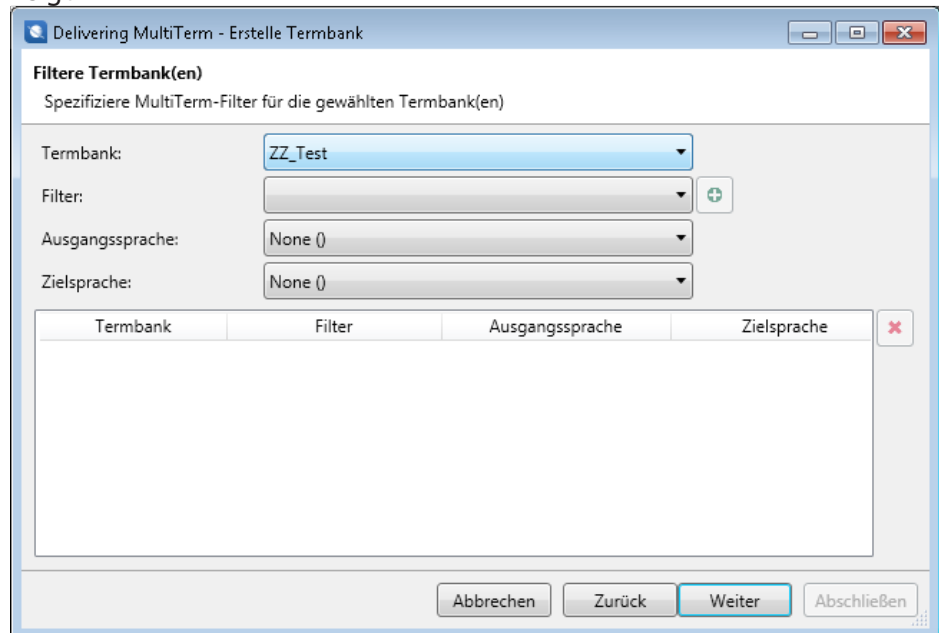 Delivering MultiTerm - Erstelle Termbank
Filtere Termbank(en)
Spezifiziere MultiTerm-Filter für die gewählten Termbank(en)
Termbank: ZZ_Test
Filter:
Ausgangssprache: None ()
Zielsprache: None ()
Termbank Filter Ausgangssprache Zielsprache
Abbrechen Zurück Weiter Abschließen